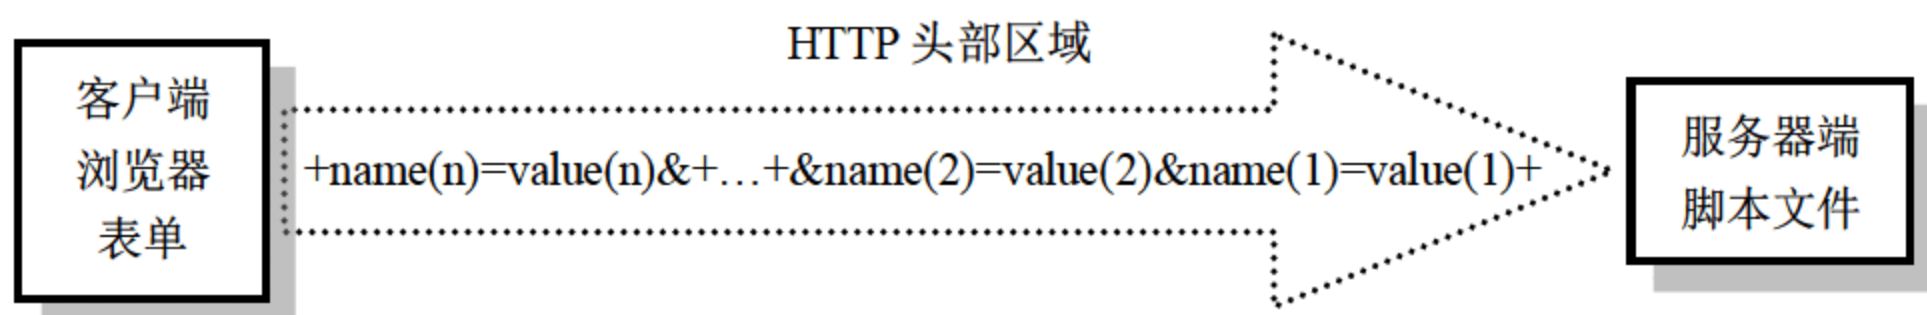 HTTP 头部区域
客户端
浏览器
表单
+name(n)=value(n)&+…+&name(2)=value(2)&name(1)=value(1)+
服务器端
脚本文件